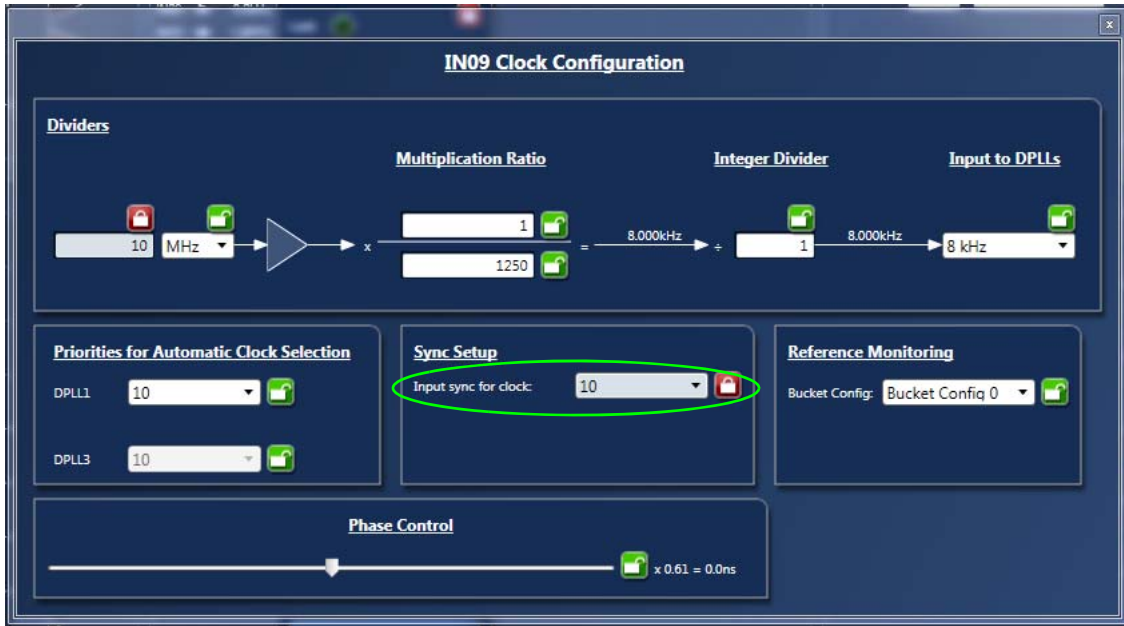 x
IN09 Clock Configuration
Dividers
Multiplication Ratio
Integer Divider
Input to DPLLs
10 MHz x 1 = 8.000kHz ÷ 1 8.000kHz 8 kHz
1250
Priorities for Automatic Clock Selection
DPLL1 10
DPLL3 10
Sync Setup
Input sync for clock: 10
Reference Monitoring
Bucket Config: Bucket Config 0
Phase Control
x 0.61 = 0.0ns